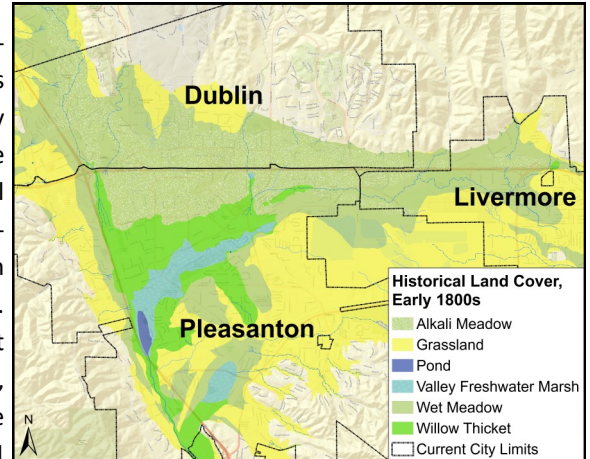 Dublin
Livermore
Pleasanton
Historical Land Cover,
Early 1800s
Alkali Meadow
Grassland
Pond
Valley Freshwater Marsh
Wet Meadow
Willow Thicket
Current City Limits
N